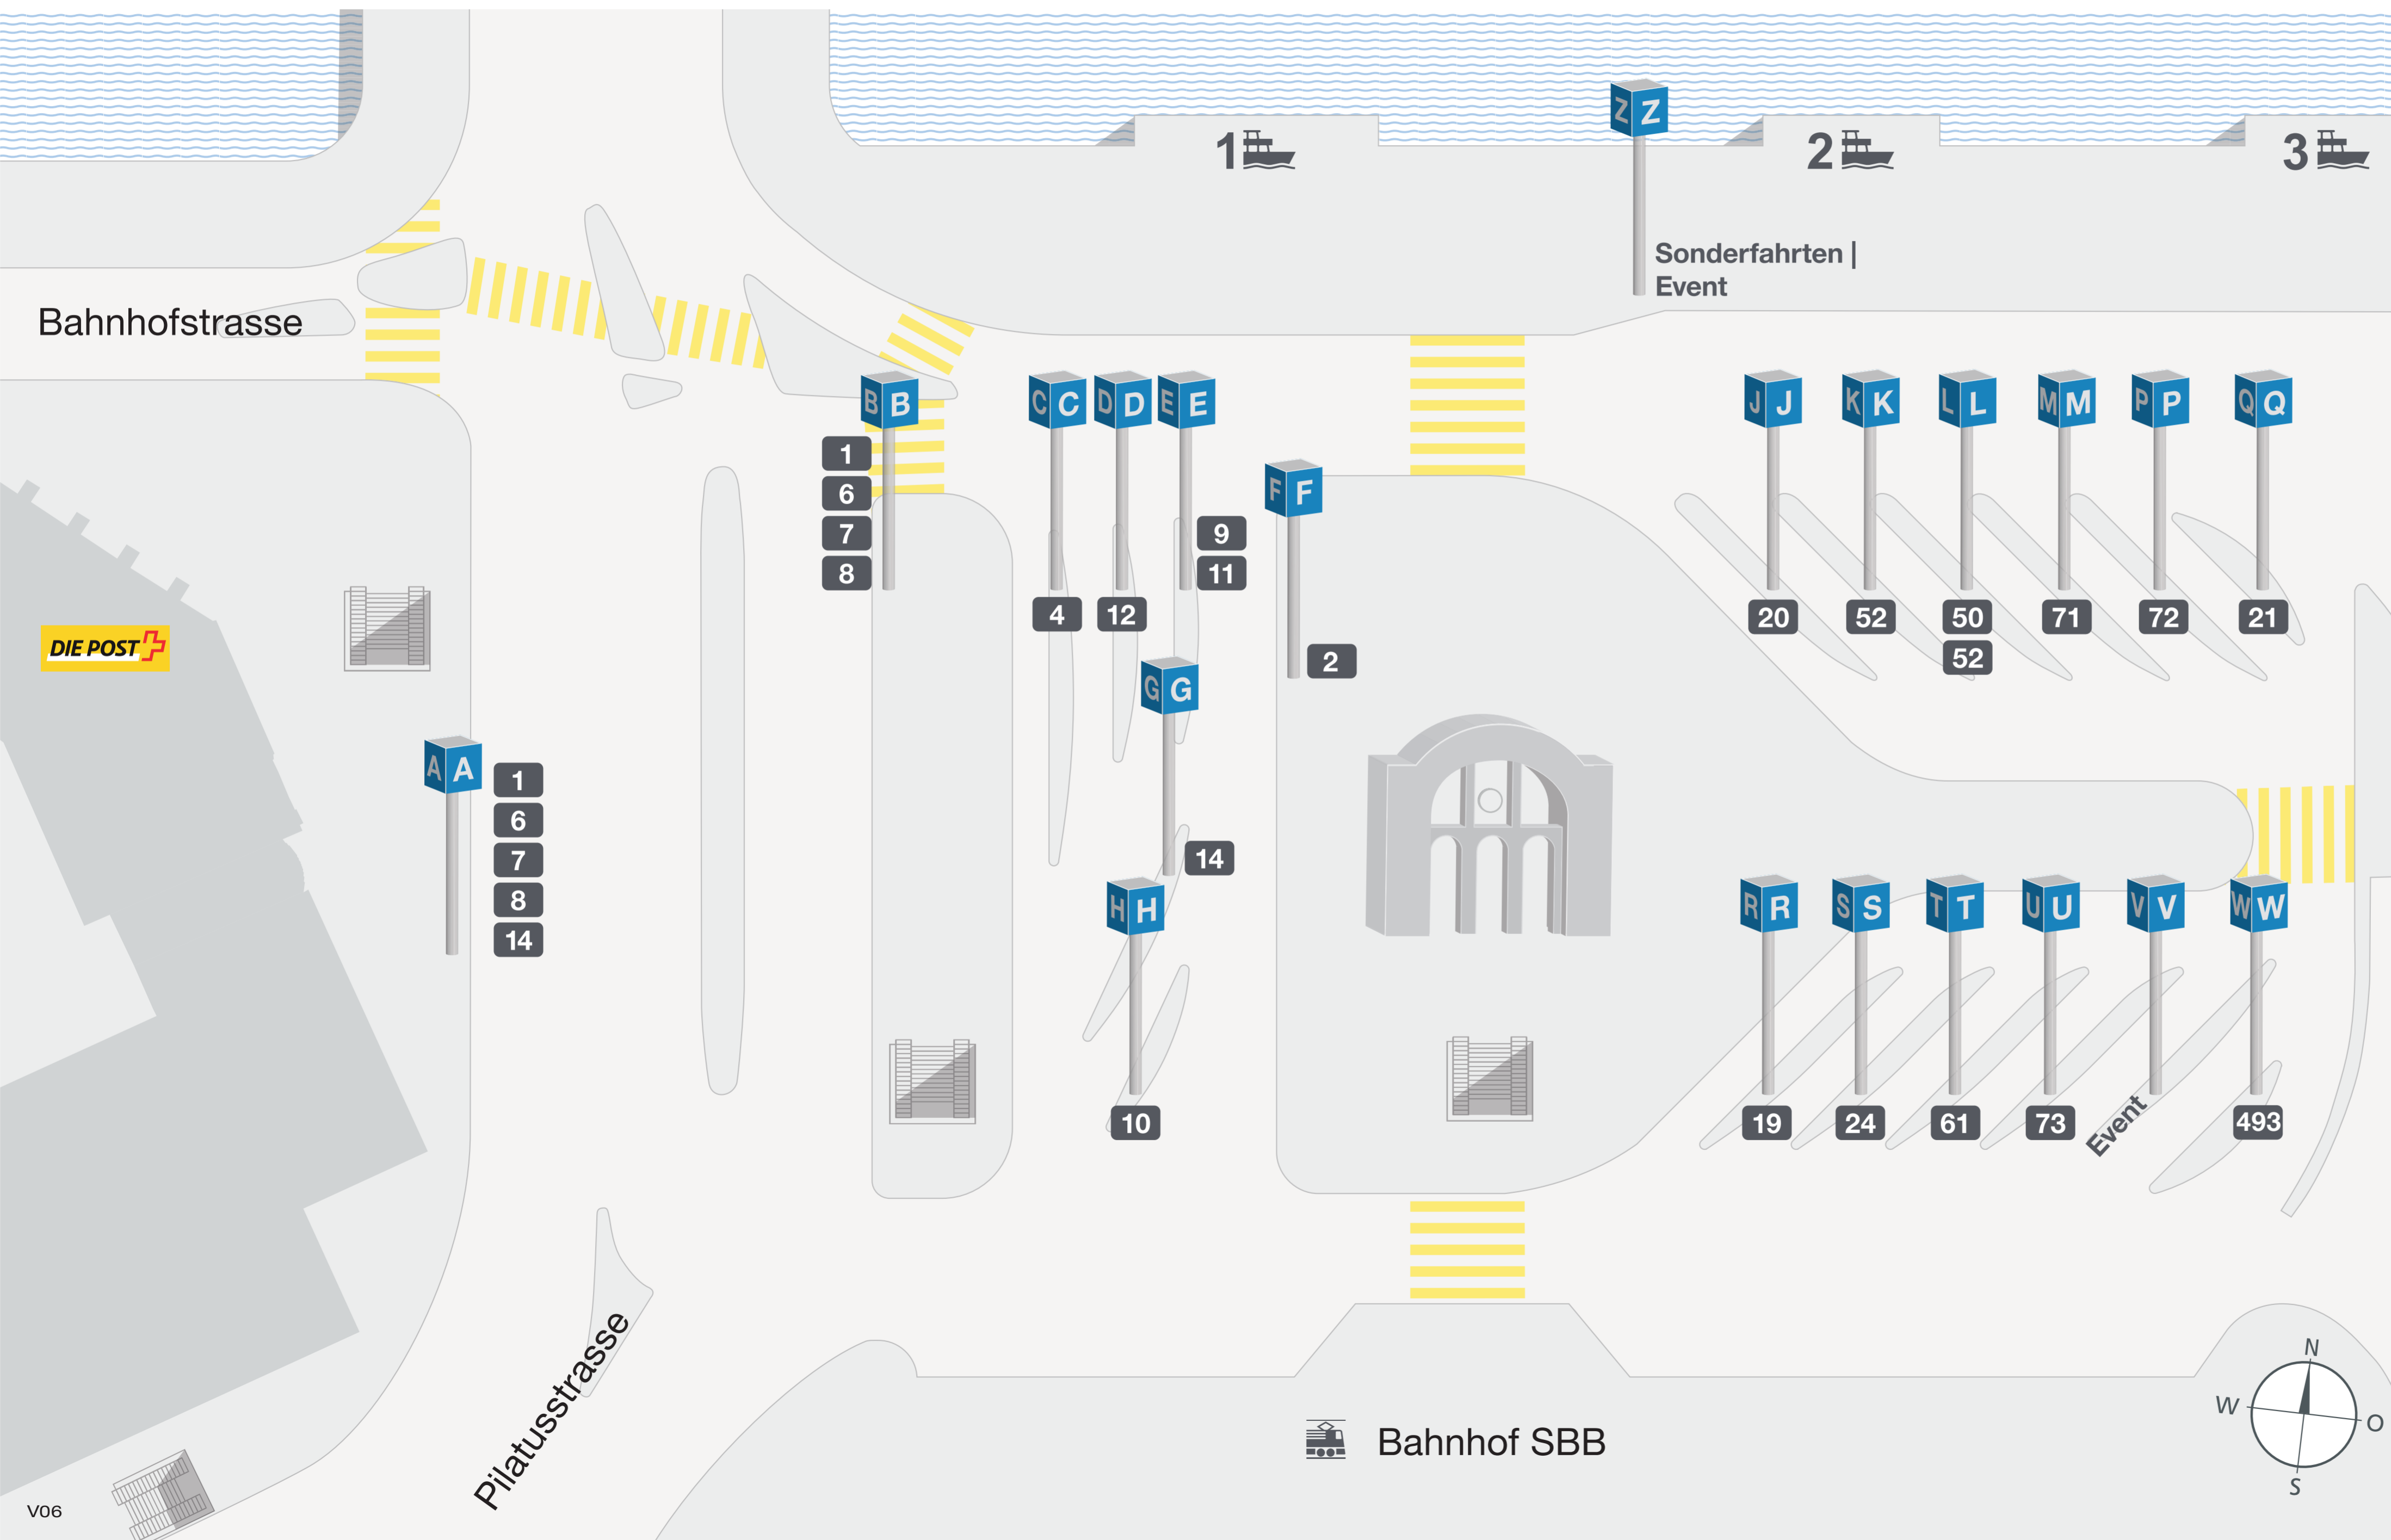 Z Z
1
2
3
Sonderfahrten |
Event
Bahnhofstrasse
B B
1
6
7
8
C C
4
D D
12
E E
9
11
F F
2
J J
20
K K
52
L L
50
52
M M
71
P P
72
Q Q
21
DIE POST
A A
1
6
7
8
14
G G
14
H H
10
R R
19
S S
24
T T
61
U U
73
V V
Event
W W
493
Pilatusstrasse
Bahnhof SBB
N
W
O
S
V06